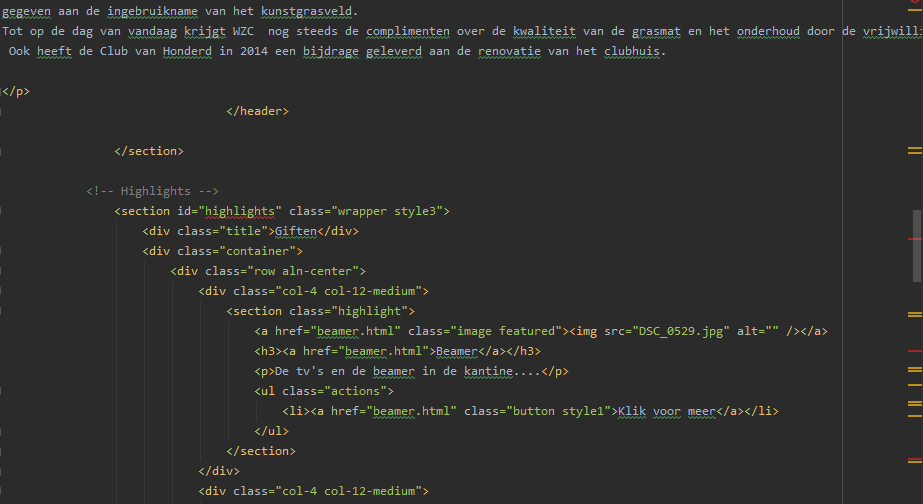 gegeven aan de ingebruikname van het kunstgrasveld.
Tot op de dag van vandaag krijgt WZC  nog steeds de complimenten over de kwaliteit van de grasmat en het onderhoud door de
Ook heeft de Club van Honderd in 2014 een bijdrage geleverd aan de renovatie van het clubhuis.
</p>
</header>
</section>
<!-- Highlights -->
<section id="highlights" class="wrapper style3">
<div class="title">Giften</div>
<div class="container">
<div class="row aln-center">
<div class="col-4 col-12-medium">
<section class="highlight">
<a href="beamer.html" class="image featured"><img src="DSC_0529.jpg" alt="" /></a>
<h3><a href="beamer.html">Beamer</a></h3>
<p>De tv's en de beamer in de kantine....</p>
<ul class="actions">
<li><a href="beamer.html" class="button style1">Klik voor meer</a></li>
</ul>
</section>
</div>
<div class="col-4 col-12-medium">